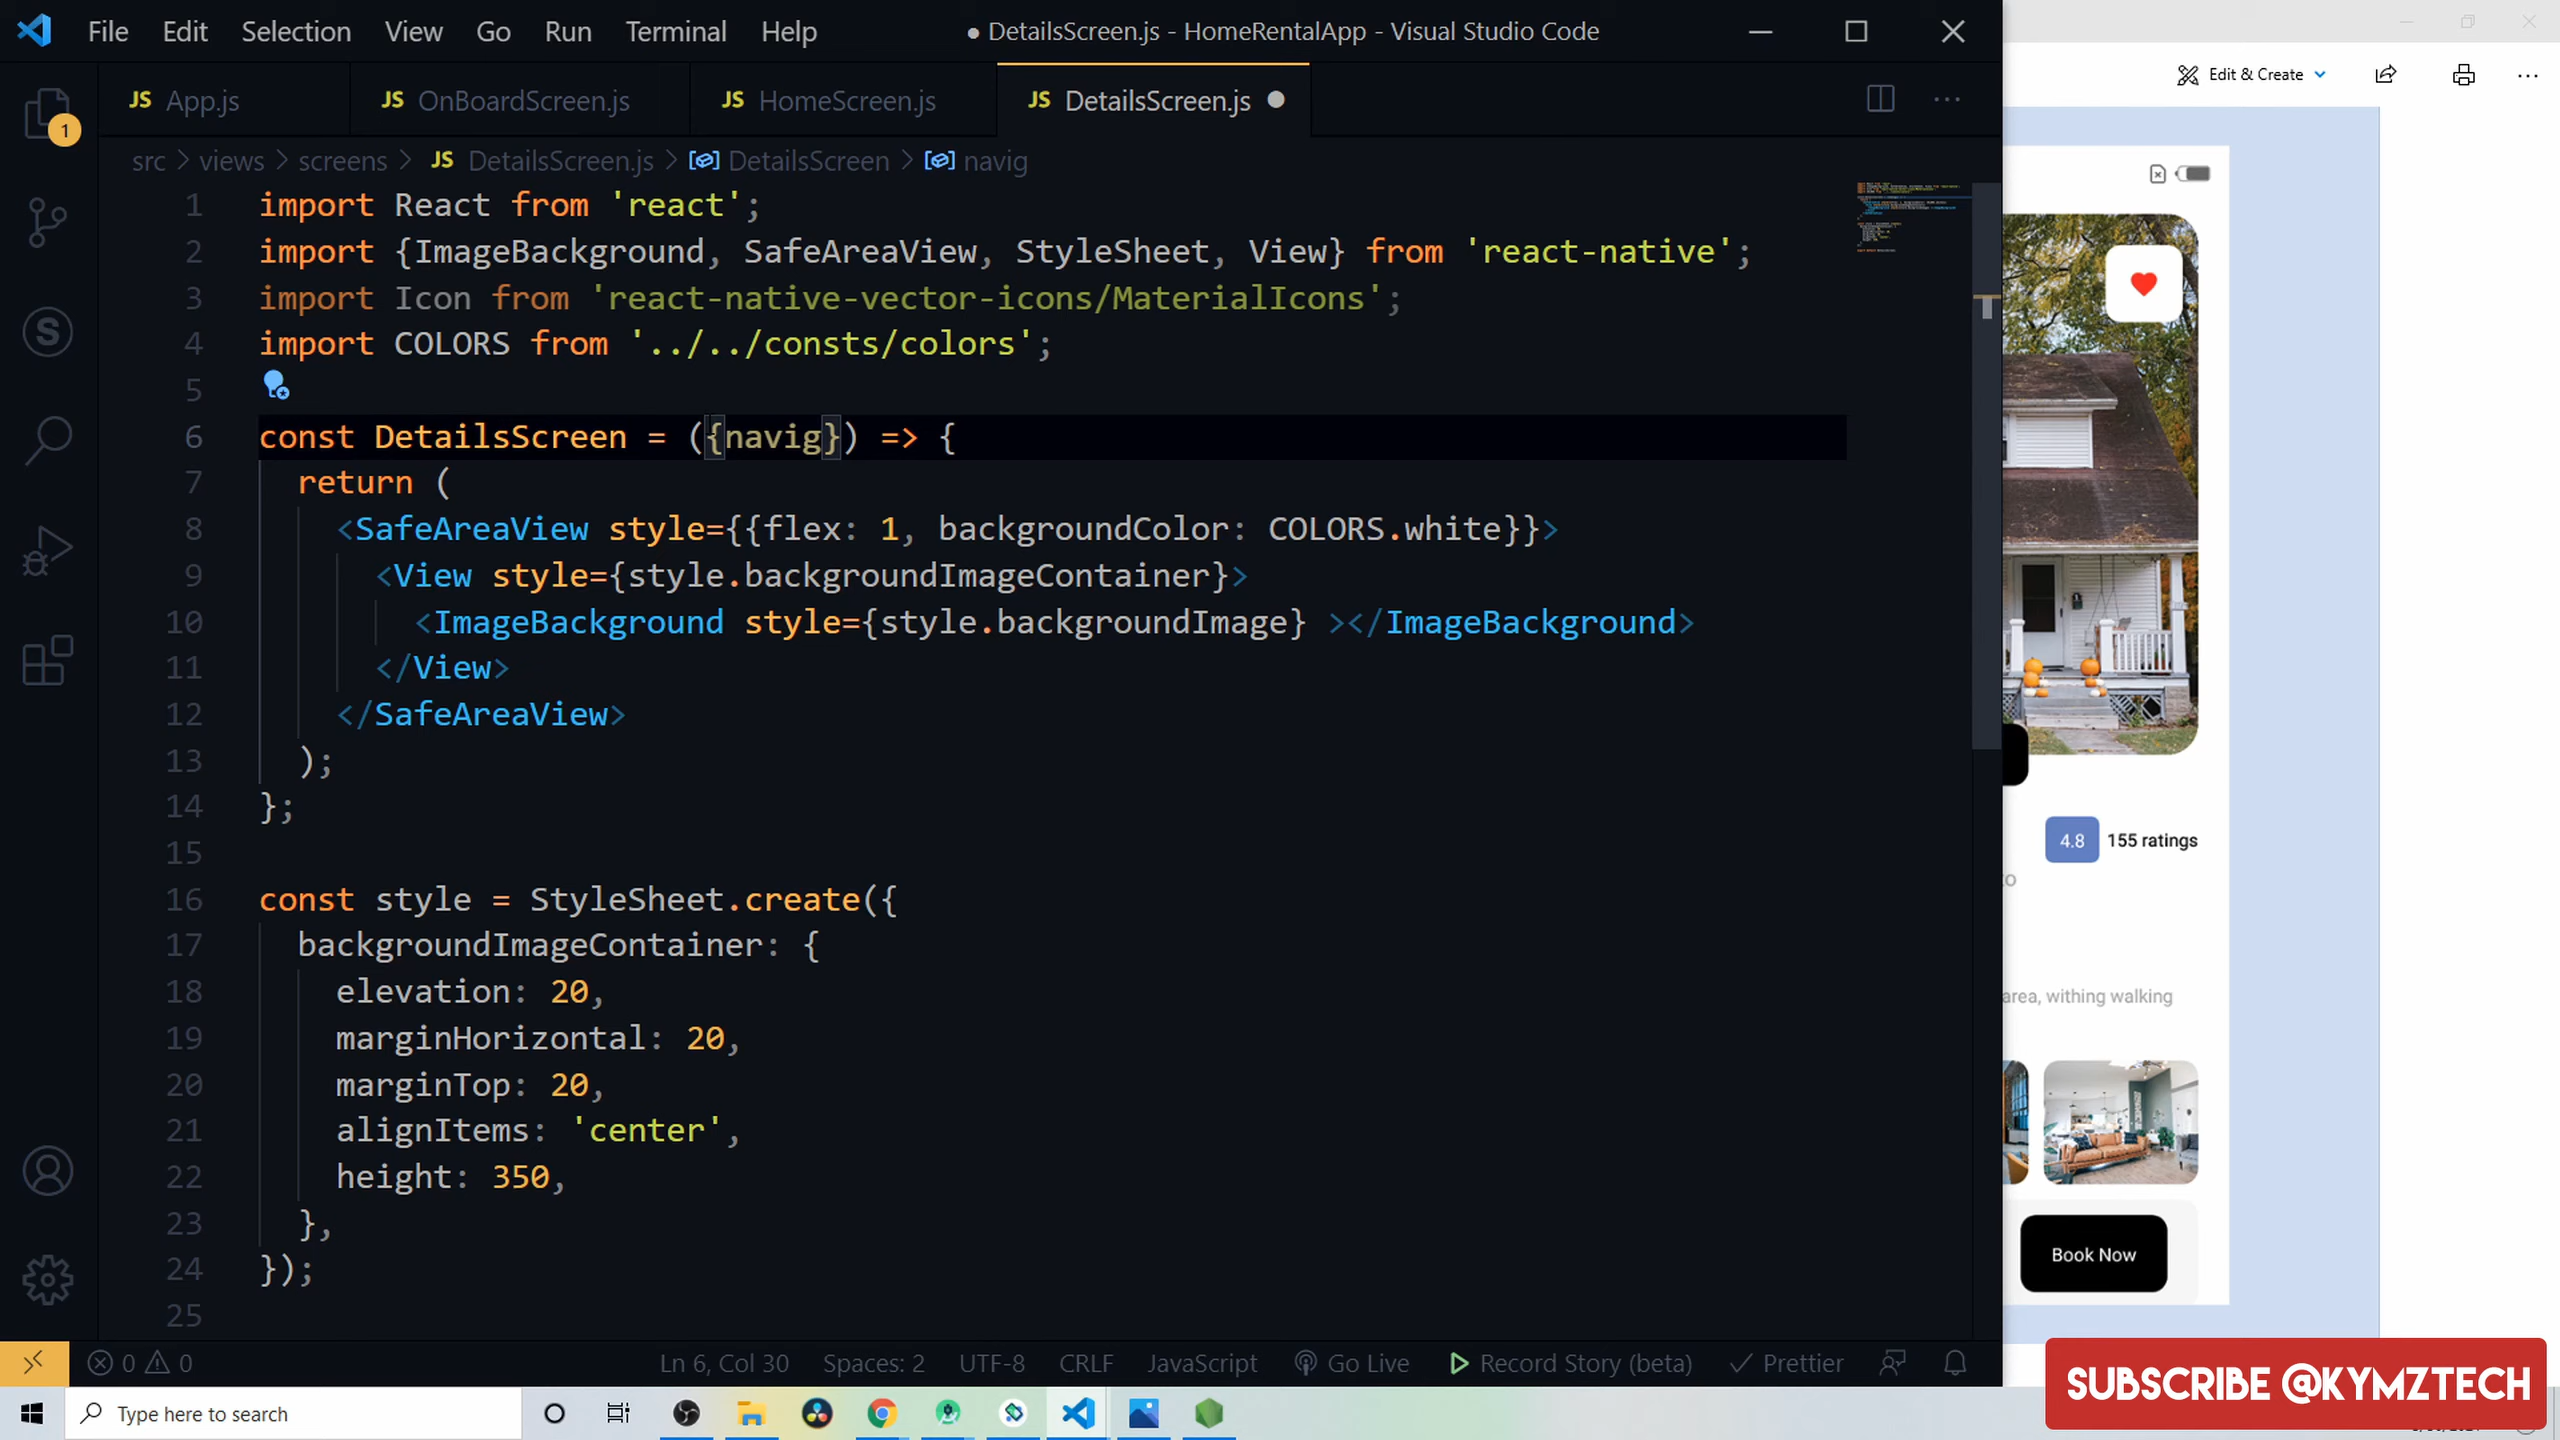 File Edit Selection View Go Run Terminal Help
● DetailsScreen.js - HomeRentalApp - Visual Studio Code
Edit & Create
JS App.js
JS OnBoardScreen.js
JS HomeScreen.js
JS DetailsScreen.js ●
1
src > views > screens > JS DetailsScreen.js > DetailsScreen > navig
1 import React from 'react';
2 import {ImageBackground, SafeAreaView, StyleSheet, View} from 'react-native';
3 import Icon from 'react-native-vector-icons/MaterialIcons';
4 import COLORS from '../../consts/colors';
5
6 const DetailsScreen = ({navig}) => {
7 return (
8 <SafeAreaView style={{flex: 1, backgroundColor: COLORS.white}}>
9 <View style={style.backgroundImageContainer}>
10 <ImageBackground style={style.backgroundImage} ></ImageBackground>
11 </View>
12 </SafeAreaView>
13 );
14 };
15
16 const style = StyleSheet.create({
17 backgroundImageContainer: {
18 elevation: 20,
19 marginHorizontal: 20,
20 marginTop: 20,
21 alignItems: 'center',
22 height: 350,
23 },
24 });
25
4.8 155 ratings
to
area, withing walking
Book Now
0 0
Ln 6, Col 30 Spaces: 2 UTF-8 CRLF JavaScript Go Live Record Story (beta) Prettier
Type here to search
SUBSCRIBE @KYMZTECH